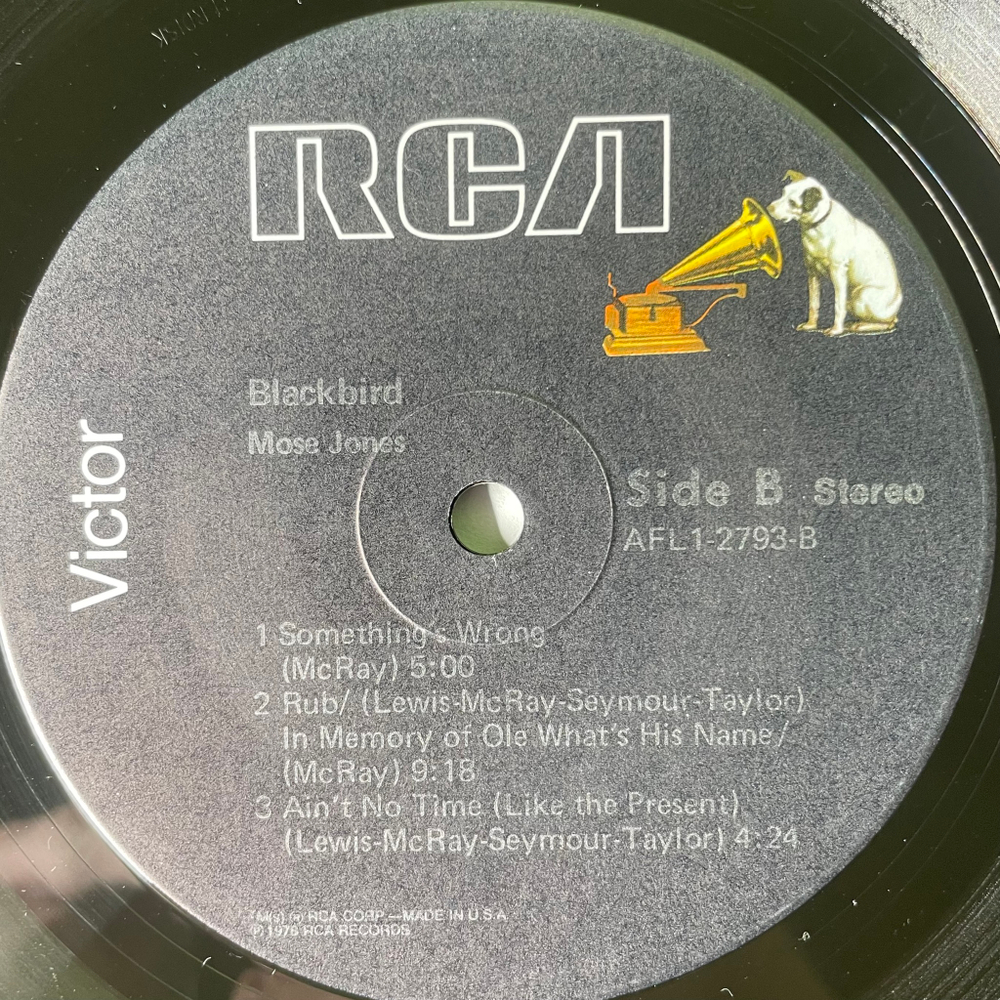 RCA
Victor
Blackbird
Mose Jones
Side B Stereo
AFL1-2793-B
1 Something's Wrong
(McRay) 5:00
2 Rub/ (Lewis-McRay-Seymour-Taylor)
In Memory of Ole What's His Name/
(McRay) 9:18
3 Ain't No Time (Like the Present)
(Lewis-McRay-Seymour-Taylor) 4:24
TM(s) ® RCA CORP.—MADE IN U.S.A.
℗ 1978 RCA RECORDS